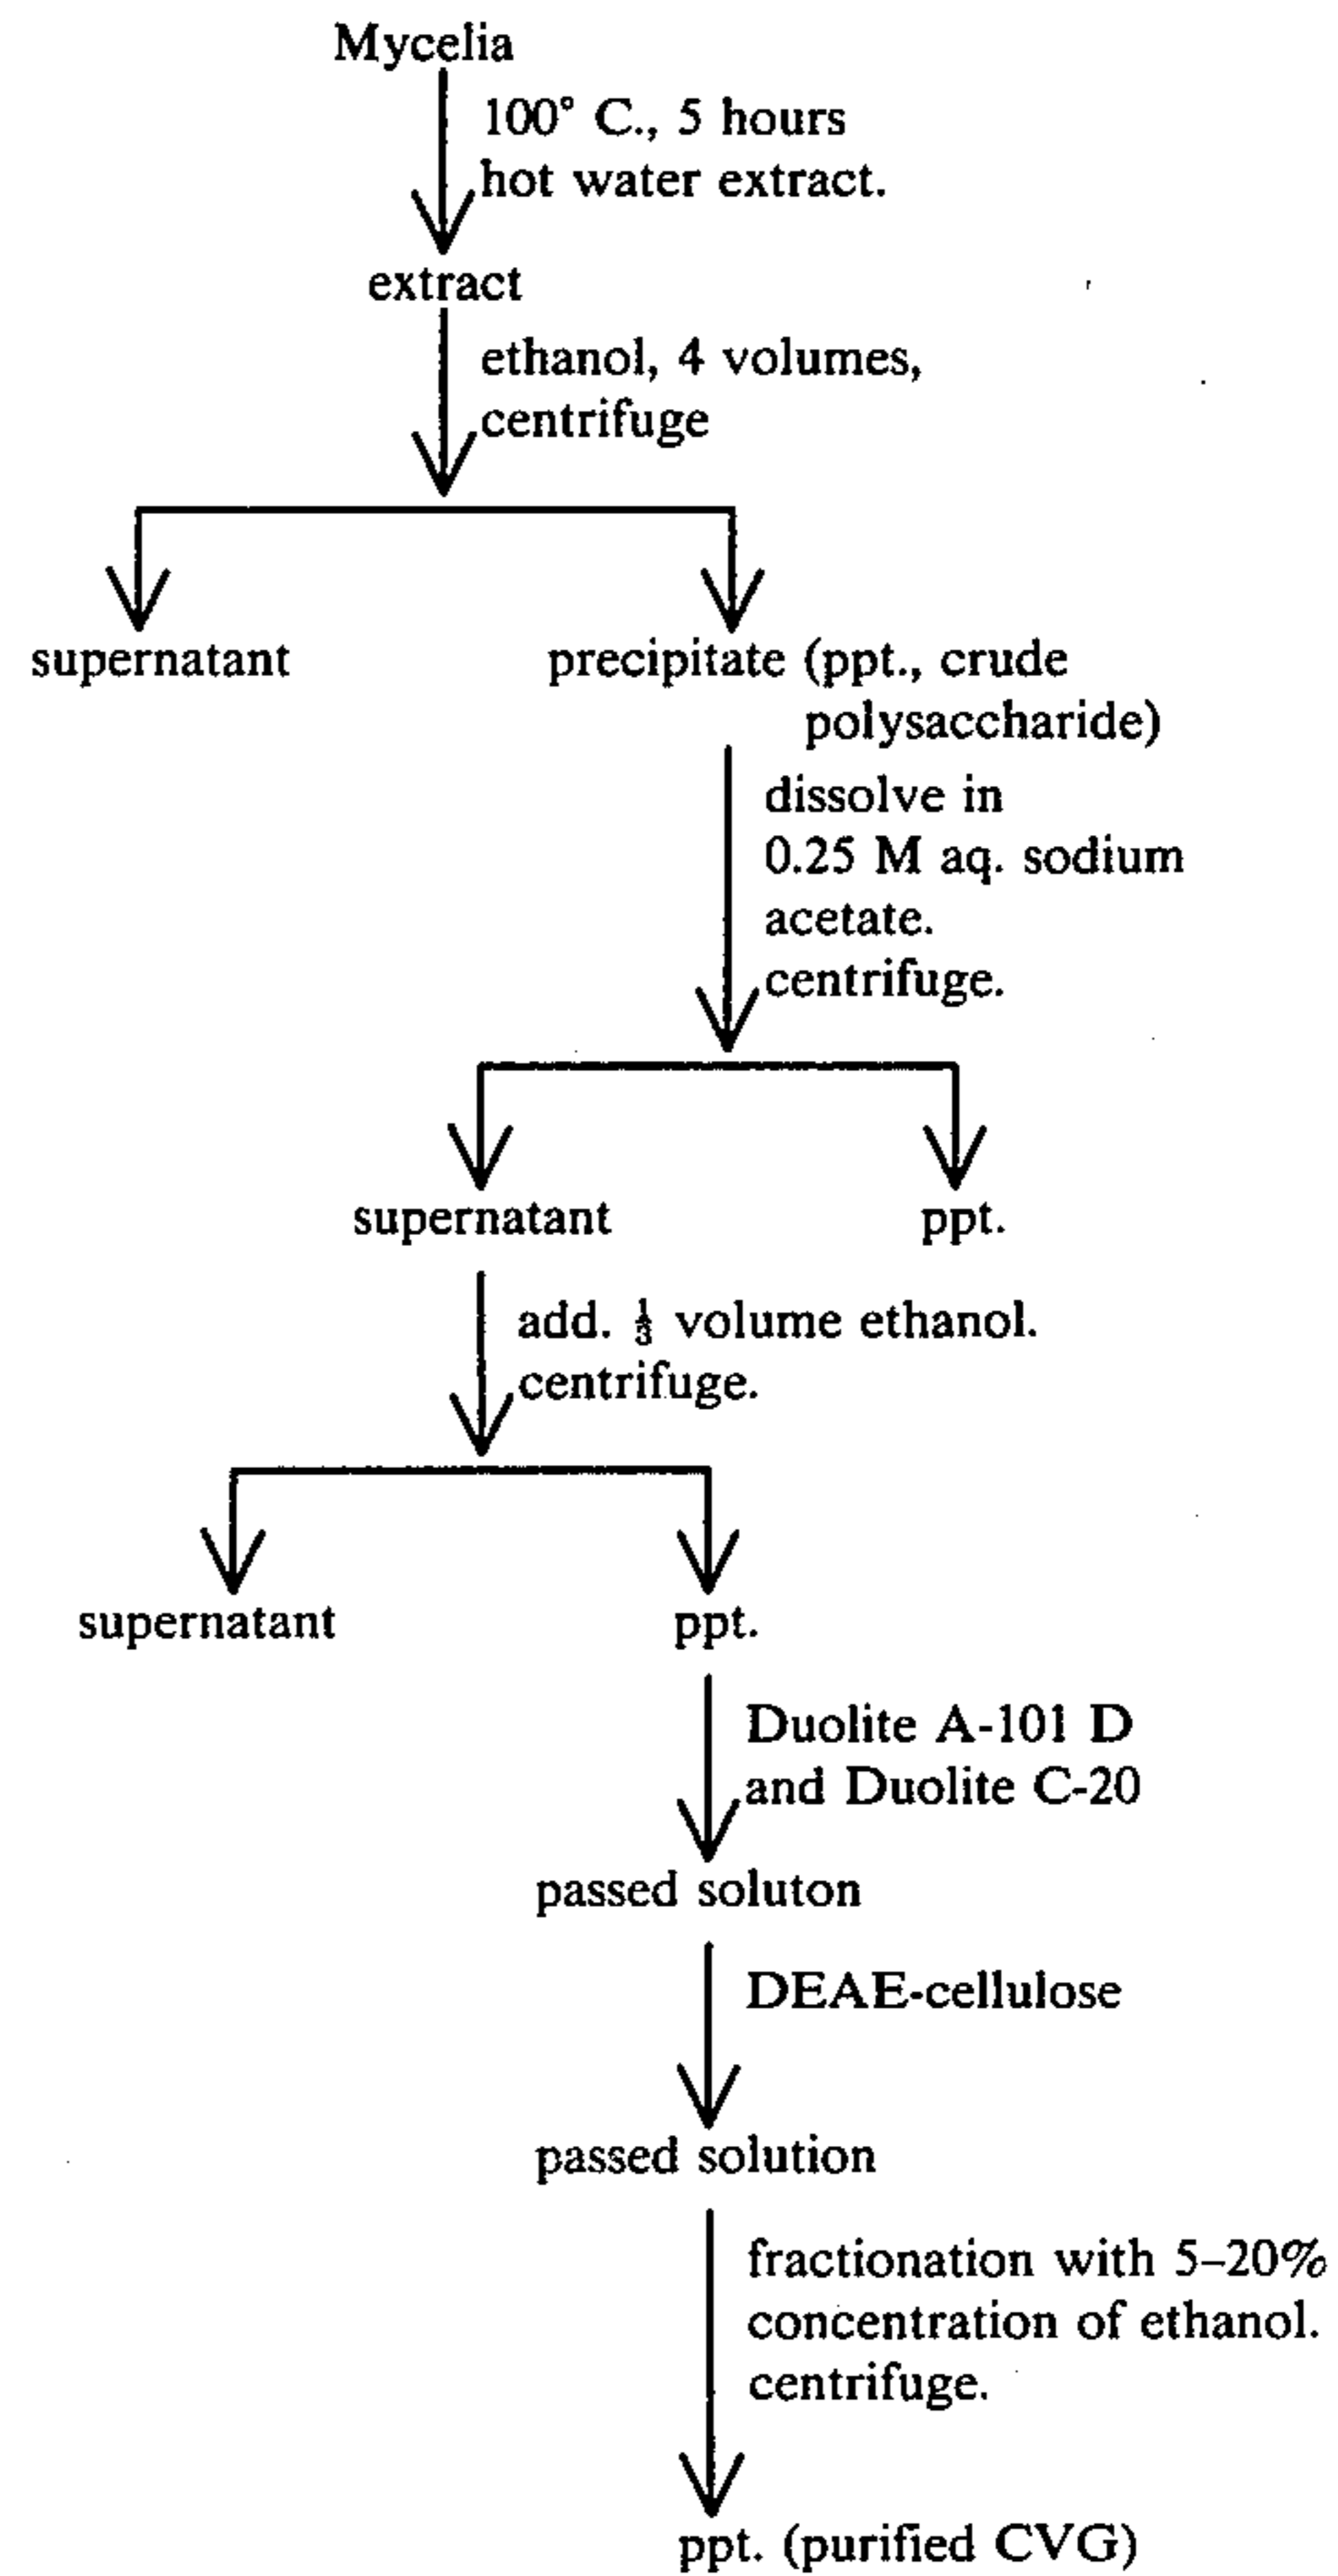 Mycelia
100° C., 5 hours
hot water extract.
extract
ethanol, 4 volumes,
centrifuge
supernatant
precipitate (ppt., crude
polysaccharide)
dissolve in
0.25 M aq. sodium
acetate.
centrifuge.
supernatant
ppt.
add. ⅓ volume ethanol.
centrifuge.
supernatant
ppt.
Duolite A-101 D
and Duolite C-20
passed soluton
DEAE-cellulose
passed solution
fractionation with 5–20%
concentration of ethanol.
centrifuge.
ppt. (purified CVG)